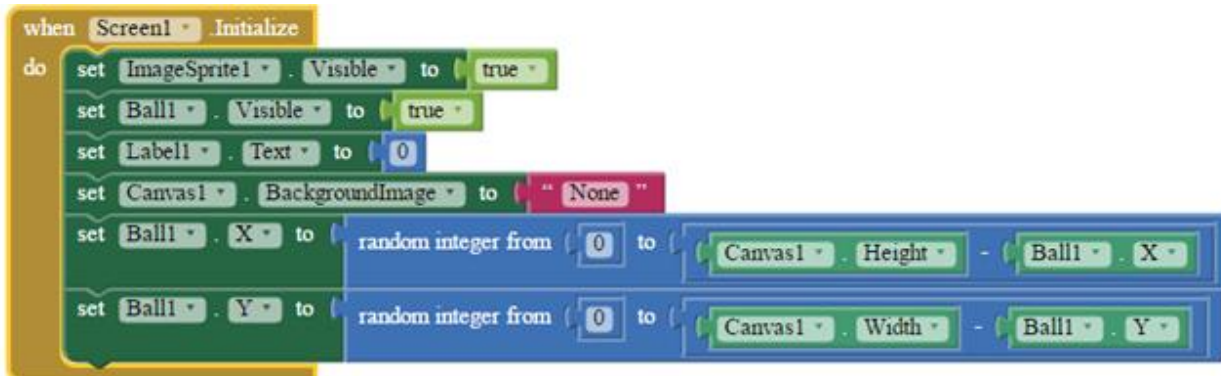 when Screen1 .Initialize
do set ImageSprite1 . Visible to true
set Ball1 . Visible to true
set Label1 . Text to 0
set Canvas1 . BackgroundImage to “ None ”
set Ball1 . X to random integer from 0 to Canvas1 . Height - Ball1 . X
set Ball1 . Y to random integer from 0 to Canvas1 . Width - Ball1 . Y